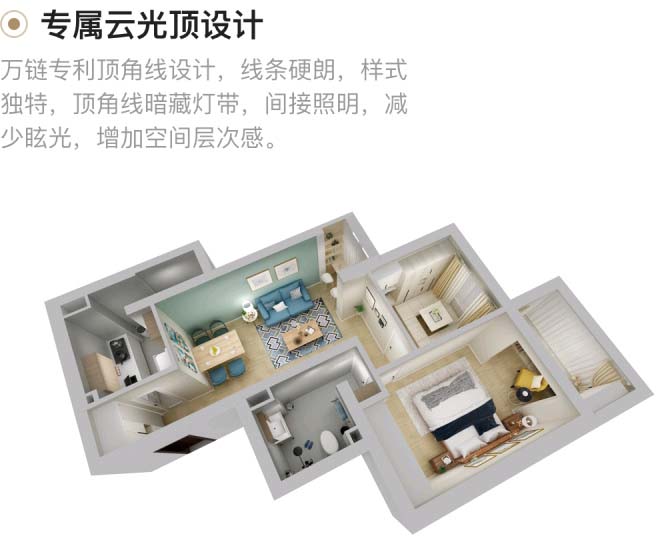 专属云光顶设计
万链专利顶角线设计，线条硬朗，样式
独特，顶角线暗藏灯带，间接照明，减
少眩光，增加空间层次感。